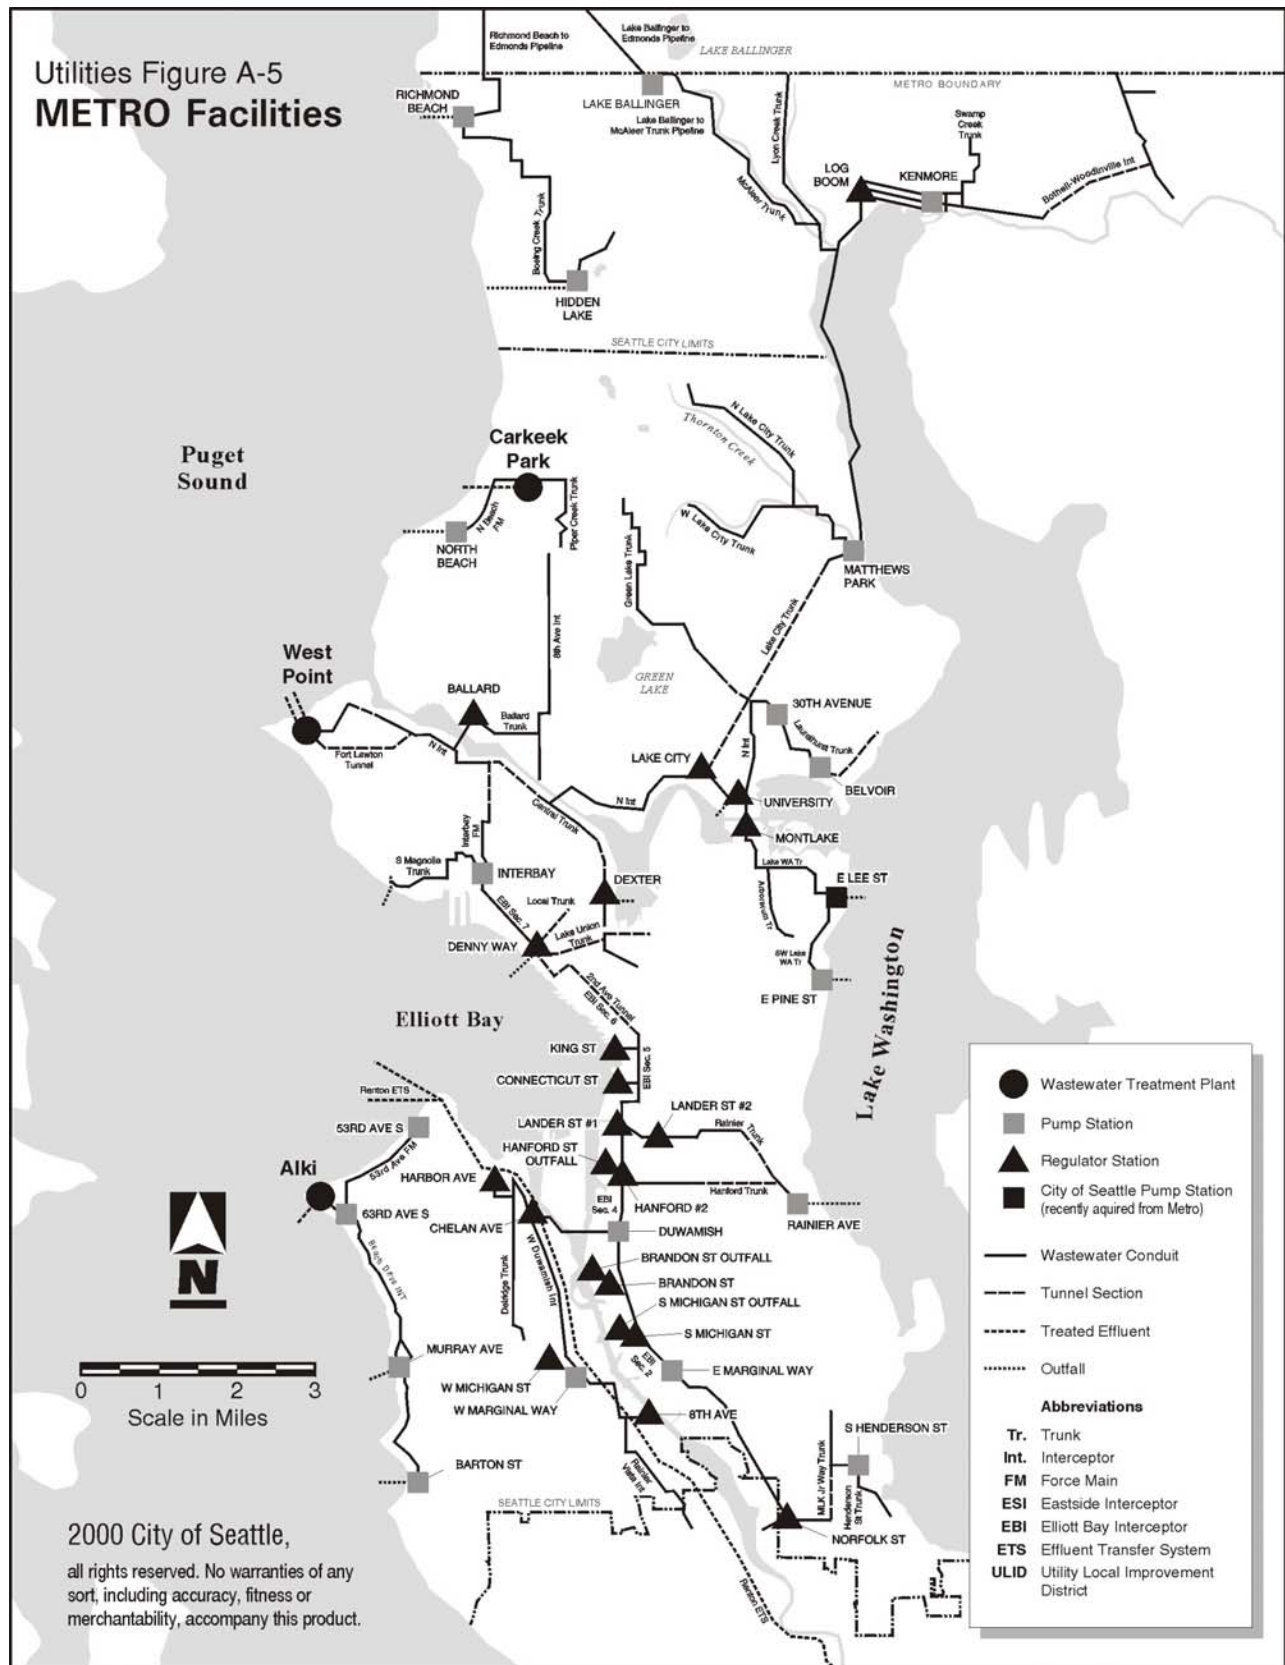 Utilities Figure A-5
METRO Facilities
Richmond Beach to
Edmonds Pipeline
Lake Ballinger to
Edmonds Pipeline
LAKE BALLINGER
METRO BOUNDARY
RICHMOND
BEACH
LAKE BALLINGER
Lake Ballinger to
McAleer Trunk Pipeline
Lyon Creek Trunk
McAleer Trunk
Swamp
Creek
Trunk
LOG
BOOM
KENMORE
Bothell-Woodinville Int
Boeing Creek Trunk
HIDDEN
LAKE
SEATTLE CITY LIMITS
N Lake City Trunk
Thornton Creek
Puget
Sound
Carkeek
Park
N Beach
FM
Piper Creek Trunk
NORTH
BEACH
Green Lake Trunk
W Lake City Trunk
MATTHEWS
PARK
Lake City Trunk
8th Ave Int
GREEN
LAKE
West
Point
BALLARD
Ballard
Trunk
30TH AVENUE
Laurelhurst Trunk
N Int
Fort Lawton
Tunnel
N Int
LAKE CITY
BELVOIR
UNIVERSITY
N Int
Central Trunk
MONTLAKE
Interbay
FM
S Magnolia
Trunk
INTERBAY
Lake WA Tr
Arboretum Tr
E LEE ST
DEXTER
Local Trunk
EBI Sec. 7
Lake Union
Trunk
DENNY WAY
SW Lake
WA Tr
E PINE ST
Lake Washington
2nd Ave Tunnel
EBI Sec. 6
Elliott Bay
KING ST
EBI Sec. 5
CONNECTICUT ST
Renton ETS
53RD AVE S
53rd Ave FM
LANDER ST #1
LANDER ST #2
Rainier
Trunk
HANFORD ST
OUTFALL
Alki
HARBOR AVE
Hanford Trunk
EBI
Sec. 4
HANFORD #2
63RD AVE S
CHELAN AVE
DUWAMISH
RAINIER AVE
Beach Drive INT
Delridge Trunk
W Duwamish Int
BRANDON ST OUTFALL
BRANDON ST
S MICHIGAN ST OUTFALL
S MICHIGAN ST
MURRAY AVE
EBI
Sec. 2
E MARGINAL WAY
W MICHIGAN ST
W MARGINAL WAY
8TH AVE
S HENDERSON ST
MLK Jr Way Trunk
Henderson
St Trunk
BARTON ST
Rainier
Vista Int
SEATTLE CITY LIMITS
NORFOLK ST
Renton ETS
N
0 1 2 3
Scale in Miles
2000 City of Seattle,
all rights reserved. No warranties of any
sort, including accuracy, fitness or
merchantability, accompany this product.
Wastewater Treatment Plant
Pump Station
Regulator Station
City of Seattle Pump Station
(recently aquired from Metro)
Wastewater Conduit
Tunnel Section
Treated Effluent
Outfall
Abbreviations
Tr. Trunk
Int. Interceptor
FM Force Main
ESI Eastside Interceptor
EBI Elliott Bay Interceptor
ETS Effluent Transfer System
ULID Utility Local Improvement
District